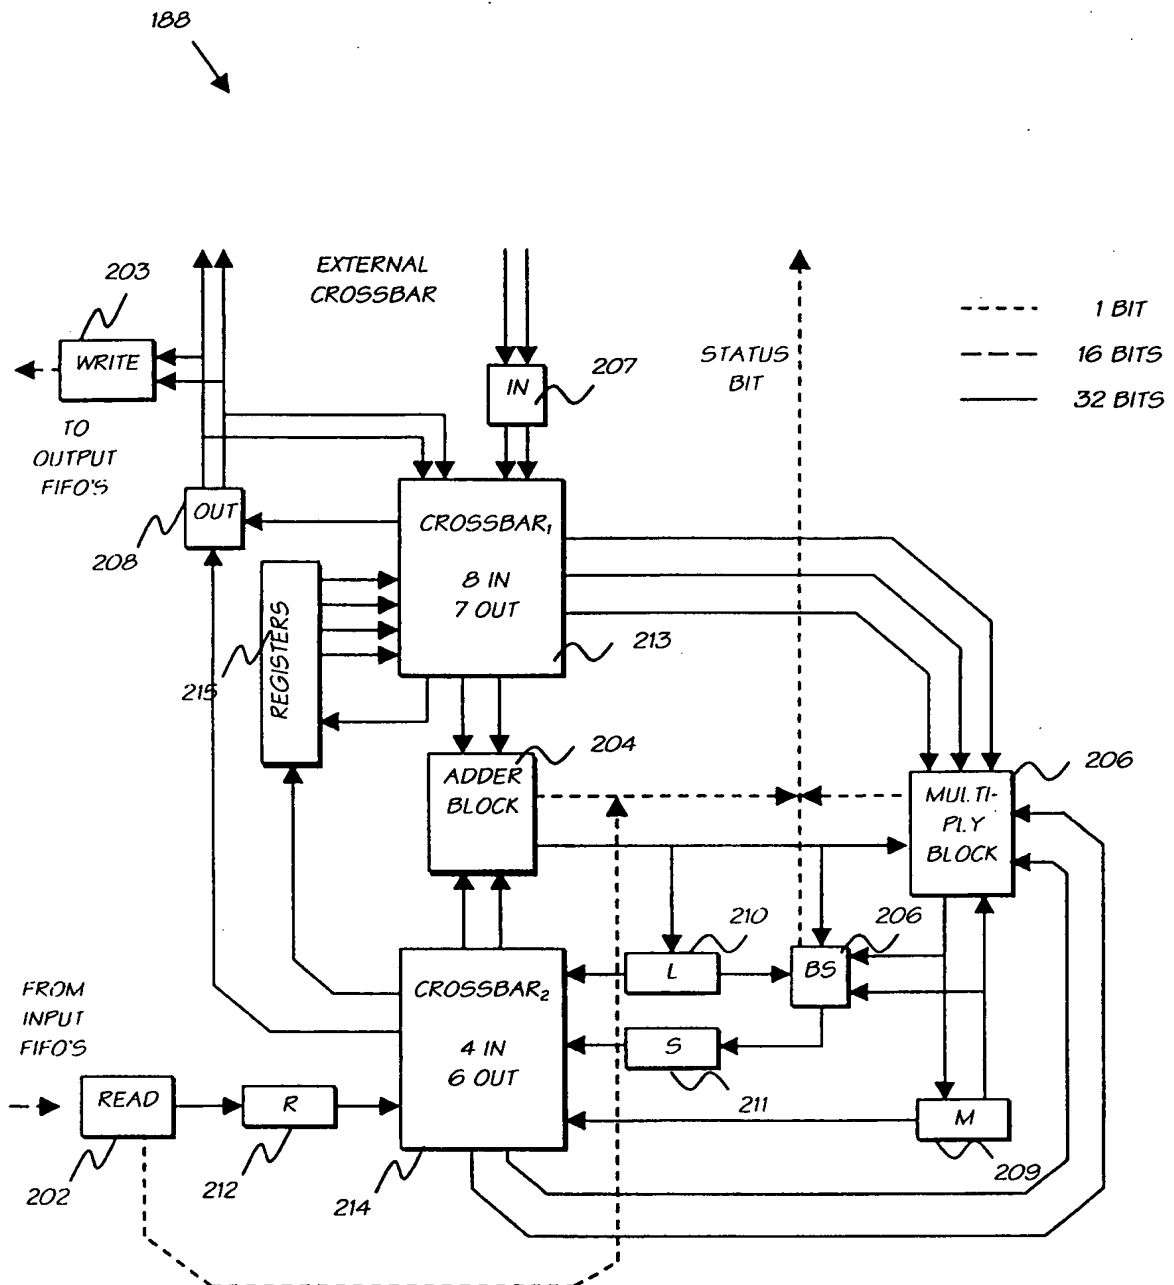 188
203
EXTERNAL
CROSSBAR
1 BIT
WRITE
IN
207
STATUS
BIT
16 BITS
32 BITS
TO
OUTPUT
FIFO'S
OUT
208
CROSSBAR1
8 IN
7 OUT
213
REGISTERS
215
204
ADDER
BLOCK
206
MULTI-
PLY
BLOCK
210
206
L
BS
FROM
INPUT
FIFO'S
CROSSBAR2
4 IN
6 OUT
S
211
READ
R
M
209
202
212
214